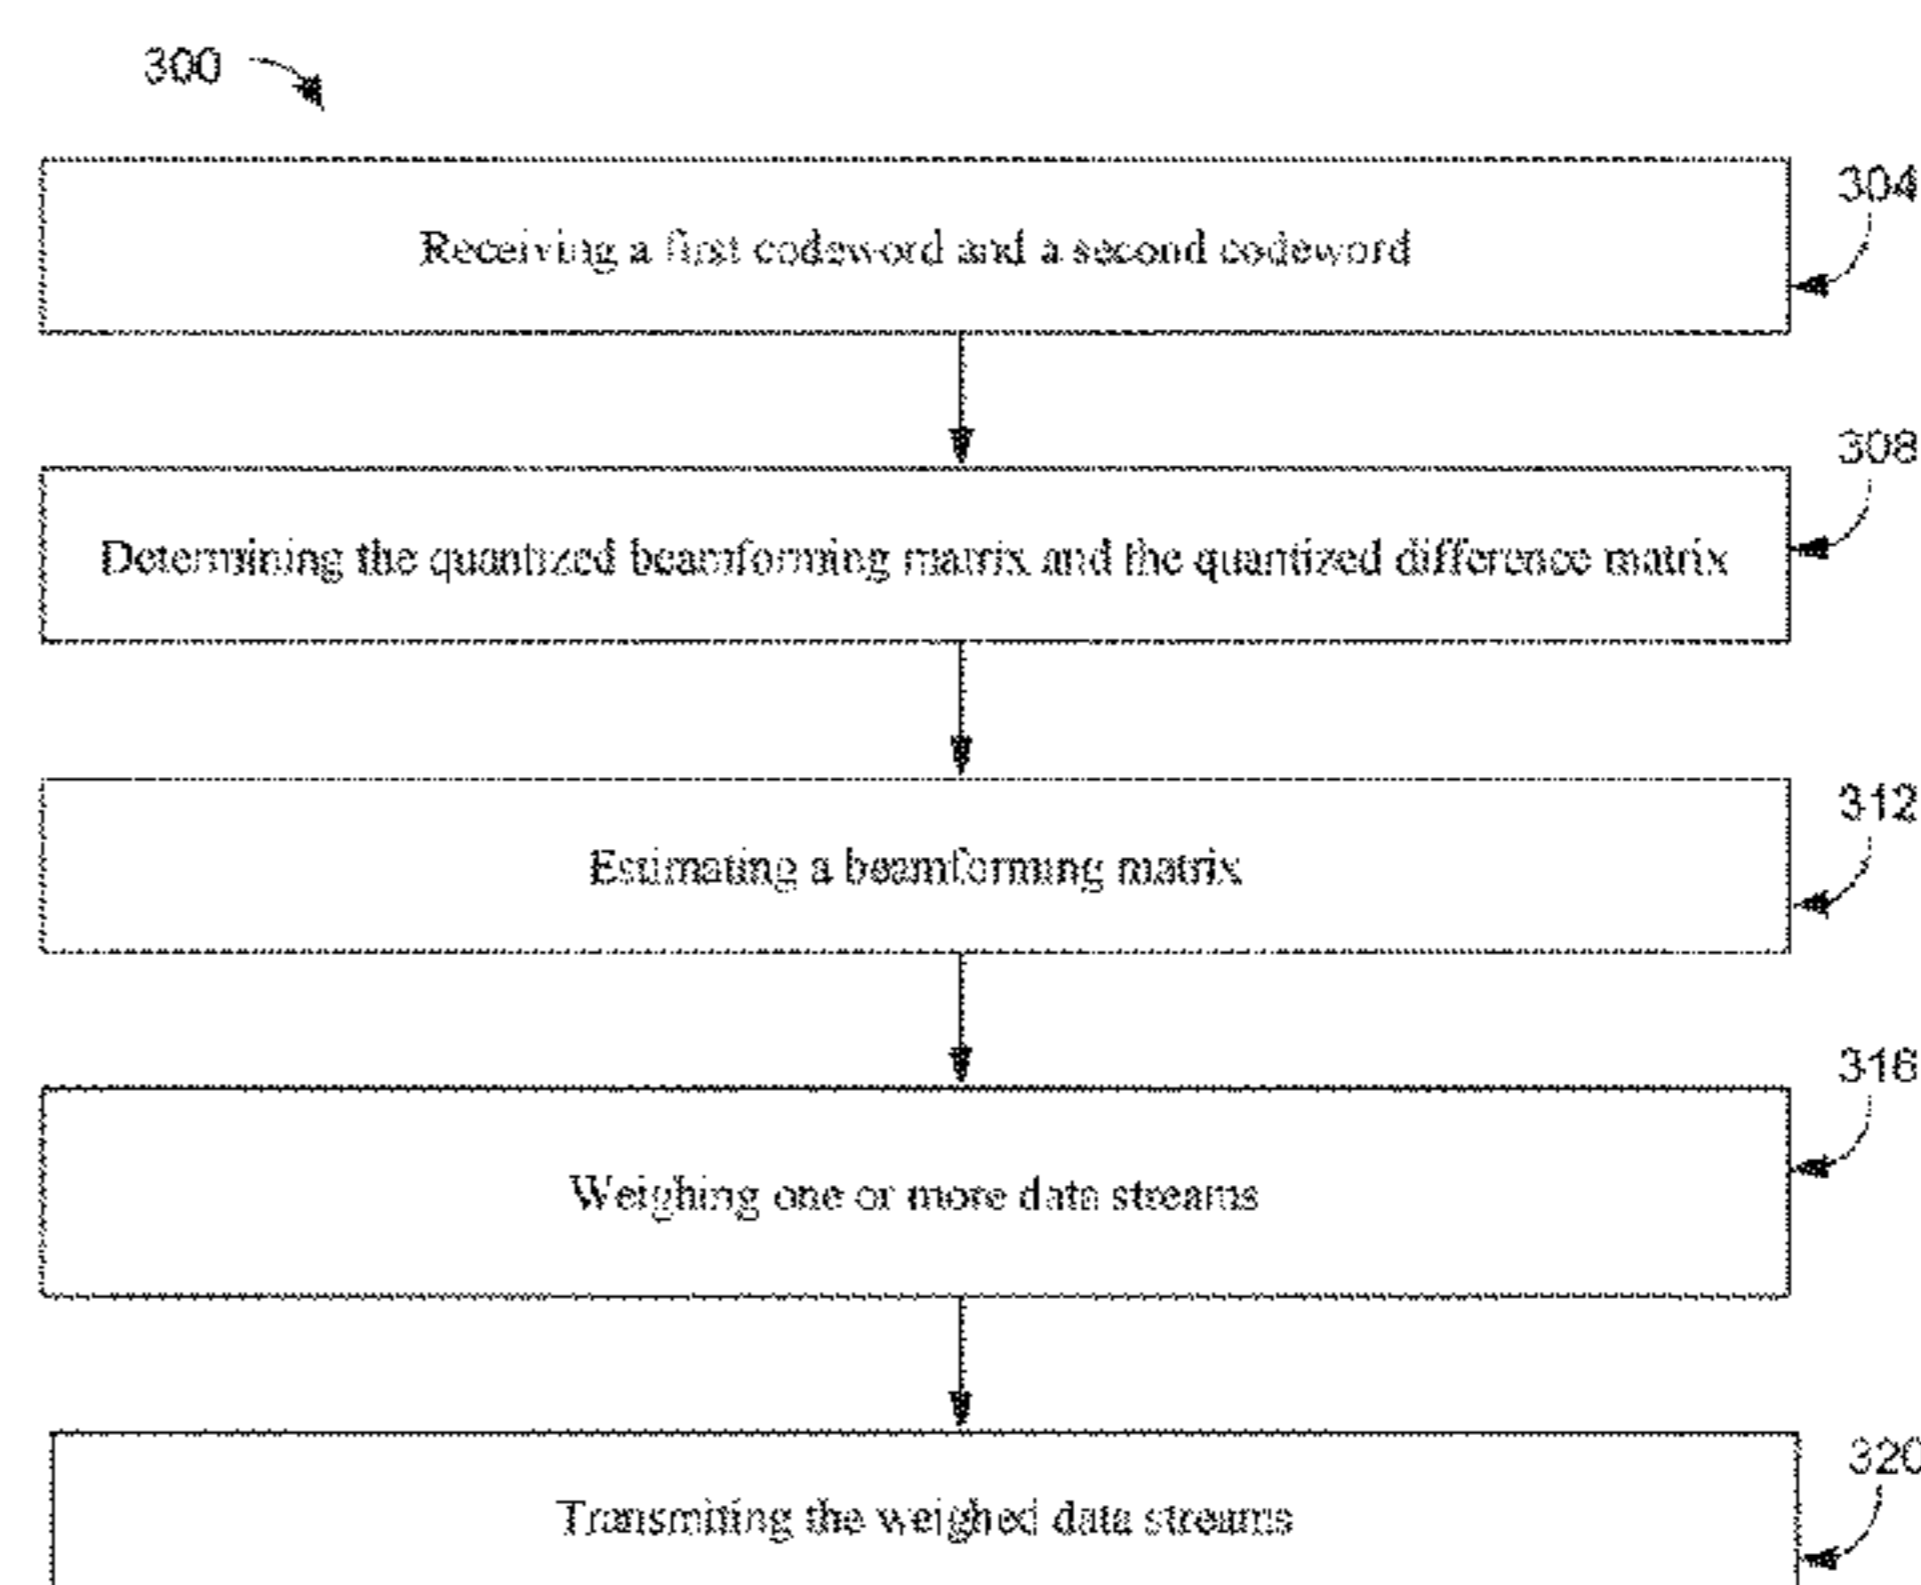 300
304
Receiving a first codeword and a second codeword
308
Determining the quantized beamforming matrix and the quantized difference matrix
312
Estimating a beamforming matrix
316
Weighing one or more data streams
320
Transmiting the weighed data streams